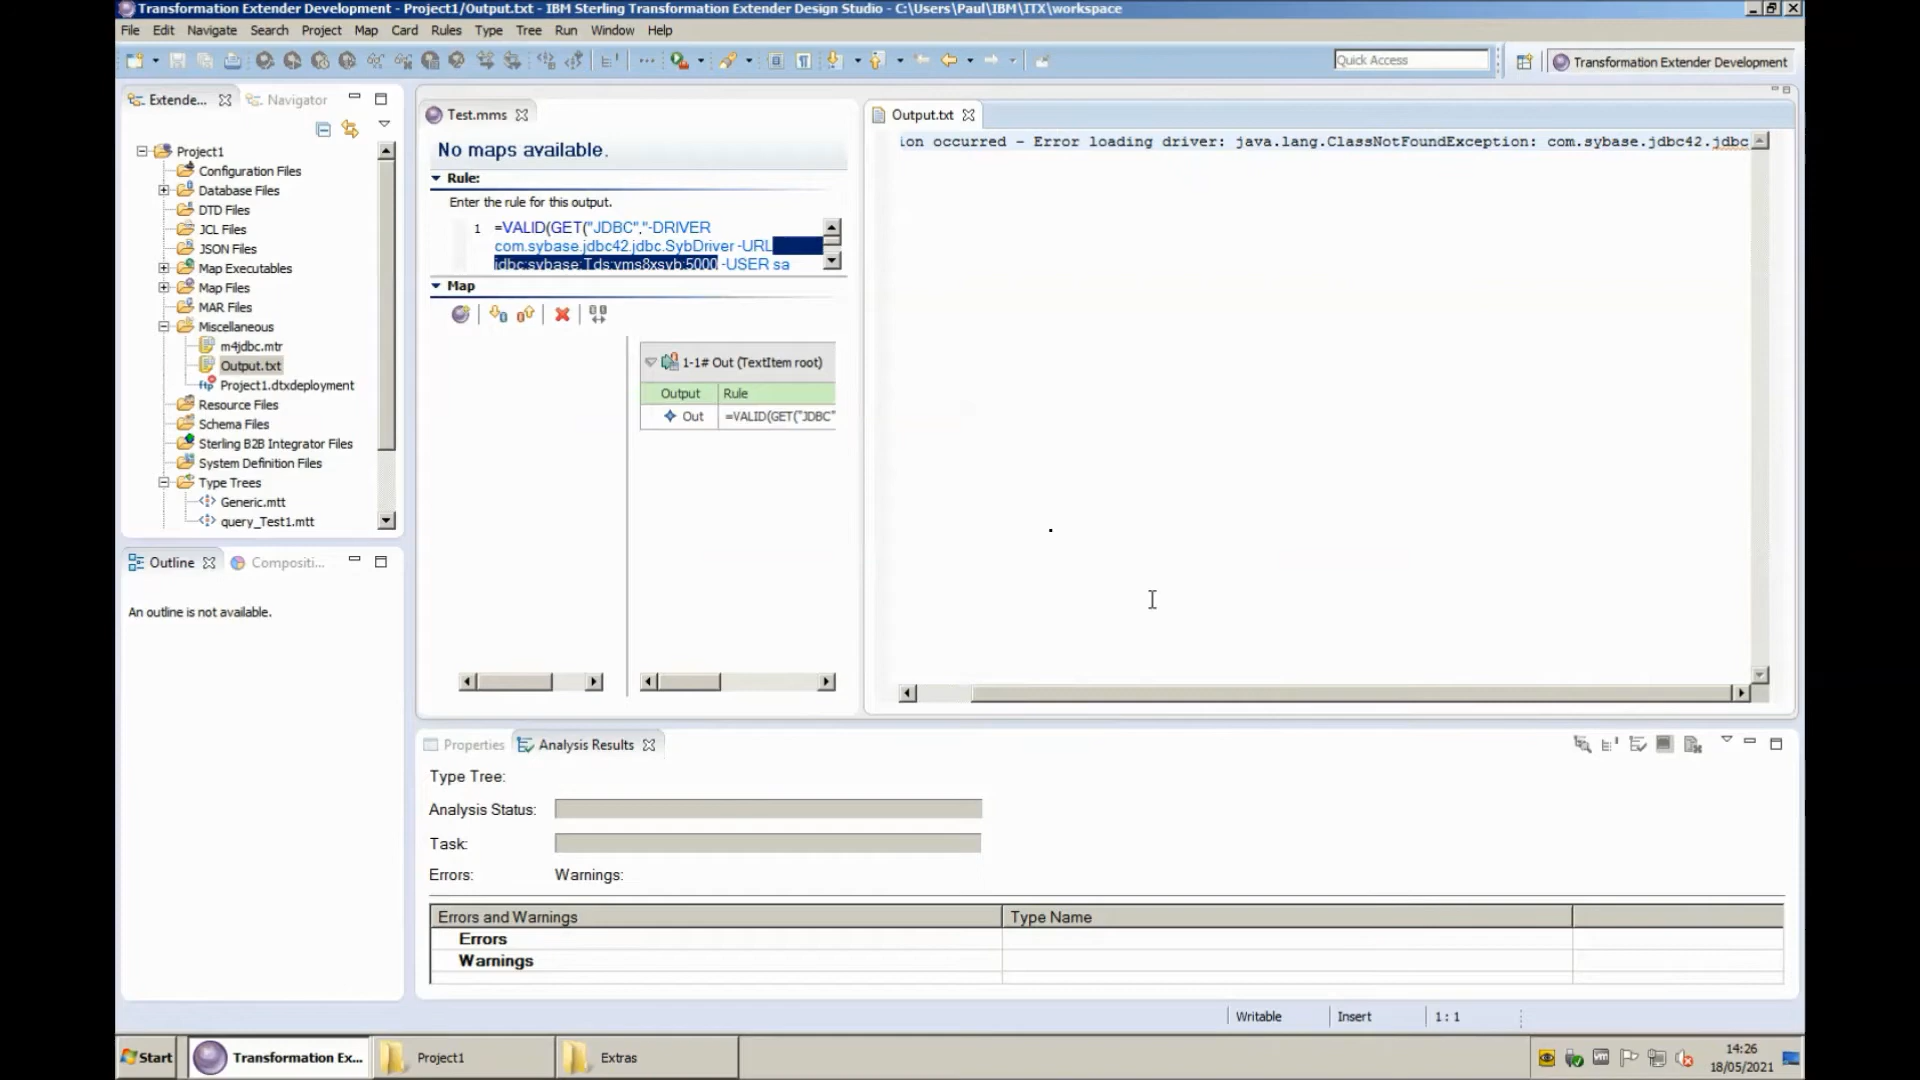 Transformation Extender Development - Project1/Output.txt - IBM Sterling Transformation Extender Design Studio - C:\Users\Paul\IBM\ITX\workspace
File Edit Navigate Search Project Map Card Rules Type Tree Run Window Help
Quick Access
Transformation Extender Development
Extende...
Navigator
Project1
Configuration Files
Database Files
DTD Files
JCL Files
JSON Files
Map Executables
Map Files
MAR Files
Miscellaneous
m4jdbc.mtr
Output.txt
Project1.dtxdeployment
Resource Files
Schema Files
Sterling B2B Integrator Files
System Definition Files
Type Trees
Generic.mtt
query_Test1.mtt
Outline
Compositi...
An outline is not available.
Test.mms
No maps available.
Rule:
Enter the rule for this output.
1 =VALID(GET("JDBC","-DRIVER
com.sybase.jdbc42.jdbc.SybDriver -URL
jdbc:sybase:Tds:vms8xsyb:5000 -USER sa
Map
1-1# Out (TextItem root)
Output Rule
Out =VALID(GET("JDBC"
Output.txt
ion occurred - Error loading driver: java.lang.ClassNotFoundException: com.sybase.jdbc42.jdbc
Properties
Analysis Results
Type Tree:
Analysis Status:
Task:
Errors: Warnings:
Errors and Warnings Type Name
Errors
Warnings
Writable Insert 1 : 1
Start
Transformation Ex...
Project1
Extras
14:26
18/05/2021